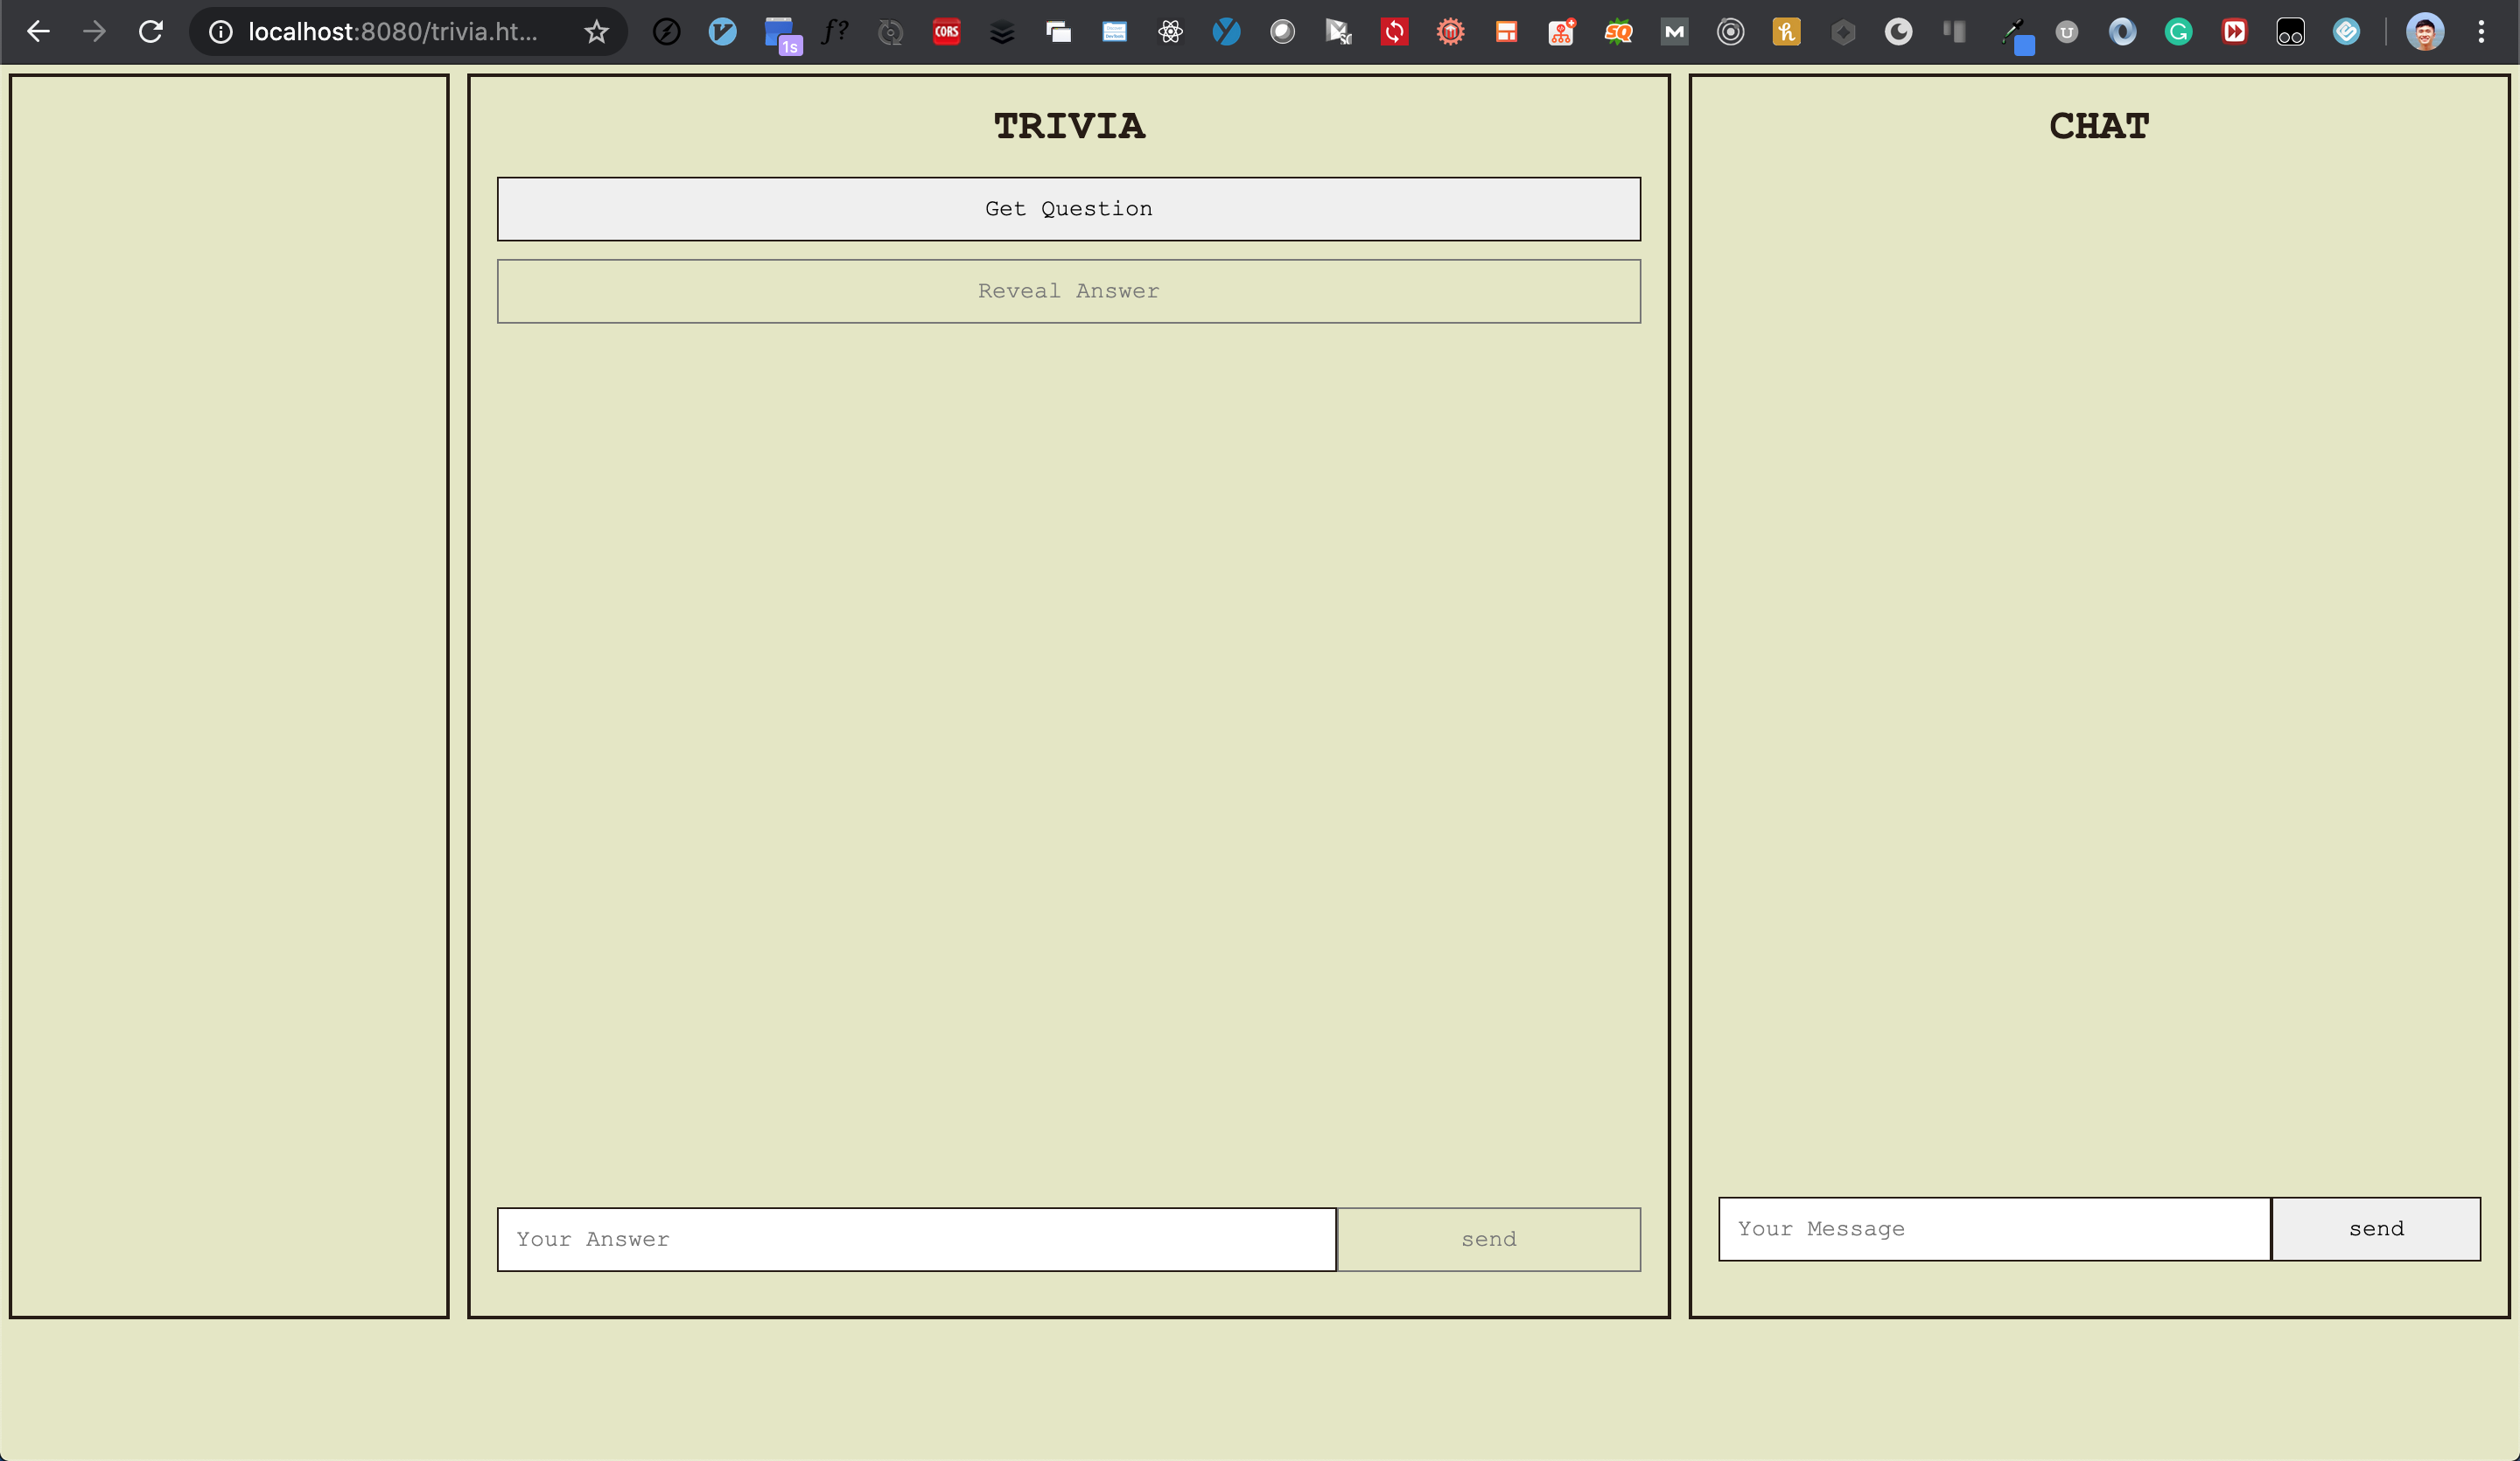 localhost:8080/trivia.ht...
1s
f?
CORS
SQ
M
h
U
G
TRIVIA
Get Question
Reveal Answer
Your Answer
send
CHAT
Your Message
send